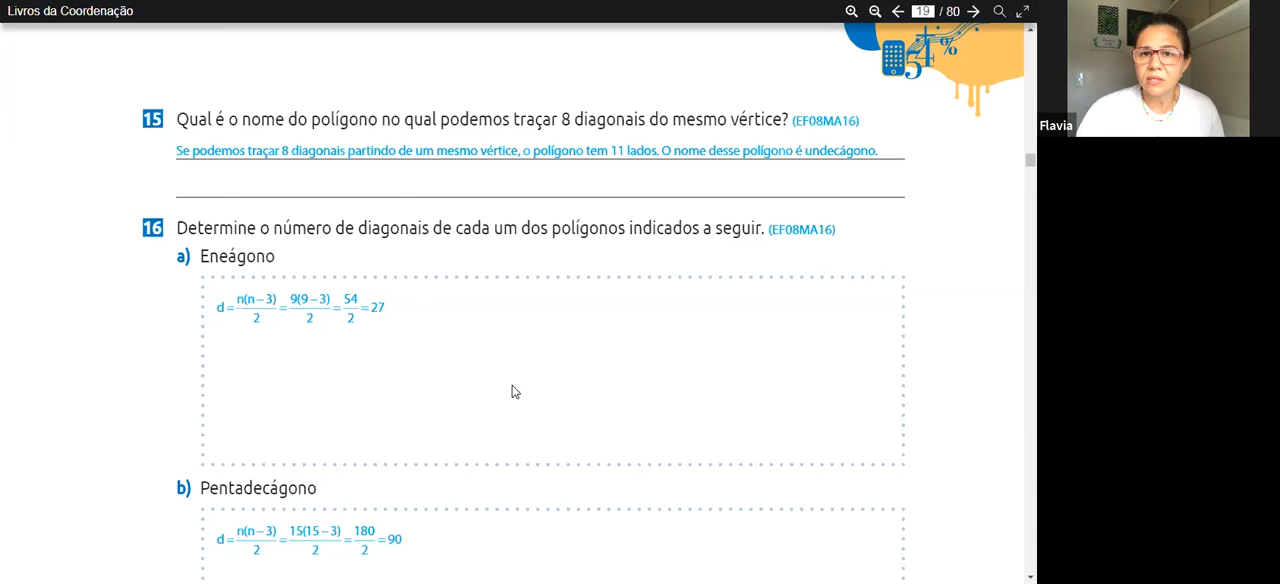 Livros da Coordenação
19 / 80
54%
Flavia
15 Qual é o nome do polígono no qual podemos traçar 8 diagonais do mesmo vértice? (EF08MA16)
Se podemos traçar 8 diagonais partindo de um mesmo vértice, o polígono tem 11 lados. O nome desse polígono é undecágono.
16 Determine o número de diagonais de cada um dos polígonos indicados a seguir. (EF08MA16)
a) Eneágono
d = n(n – 3)/2 = 9(9 – 3)/2 = 54/2 = 27
b) Pentadecágono
d = n(n – 3)/2 = 15(15 – 3)/2 = 180/2 = 90